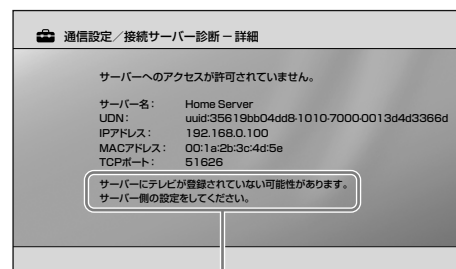 通信設定／接続サーバー診断－詳細
サーバーへのアクセスが許可されていません。
サーバー名： Home Server
UDN： uuid:35619bb04dd8-1010-7000-0013d4d3366d
IPアドレス： 192.168.0.100
MACアドレス： 00:1a:2b:3c:4d:5e
TCPポート： 51626
サーバーにテレビが登録されていない可能性があります。
サーバー側の設定をしてください。